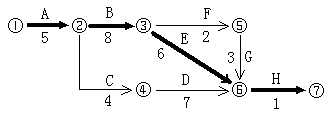 A B F
① 5 ② 8 ③ 2 ⑤
E
6 3 G
C D H
4 ④ 7 ⑥ 1 ⑦